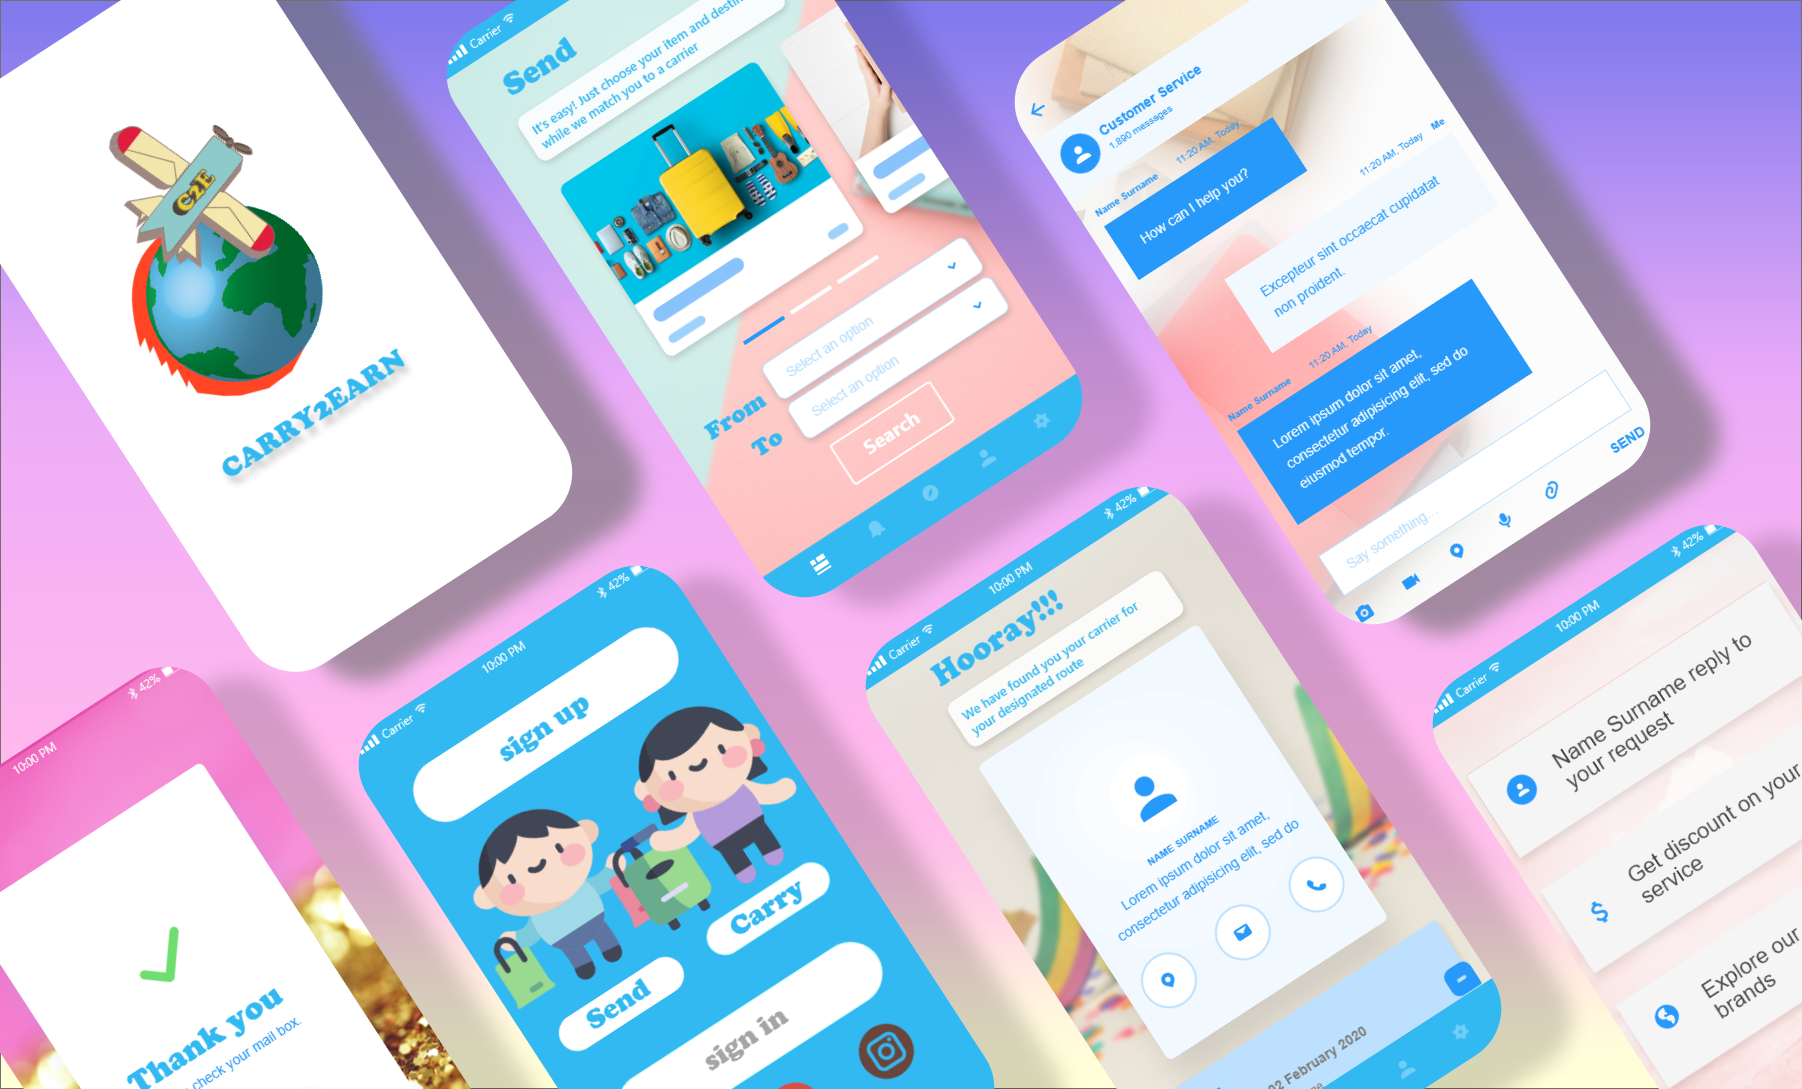 C2E
CARRY2EARN
Carrier
Send
It's easy! Just choose your item and
while we match you to a carrier
From
Select an option
To
Select an option
Search
Customer Service
1.890 messages
Name Surname
11:20 AM, Today
How can I help you?
11:20 AM, Today
Me
Excepteur sint occaecat cupidatat
non proident.
Name Surname
11:20 AM, Today
Lorem ipsum dolor sit amet,
consectetur adipisicing elit, sed do
eiusmod tempor.
Say something...
SEND
10:00 PM
42%
Thank you
check your mail box.
Carrier
10:00 PM
42%
sign up
Send
Carry
sign in
Carrier
10:00 PM
42%
Hooray!!!
We have found you your carrier for
your designated route
NAME SURNAME
Lorem ipsum dolor sit amet,
consectetur adipisicing elit, sed do
02 February 2020
Carrier
10:00 PM
42%
Name Surname reply to
your request
Get discount on your
service
Explore our
brands